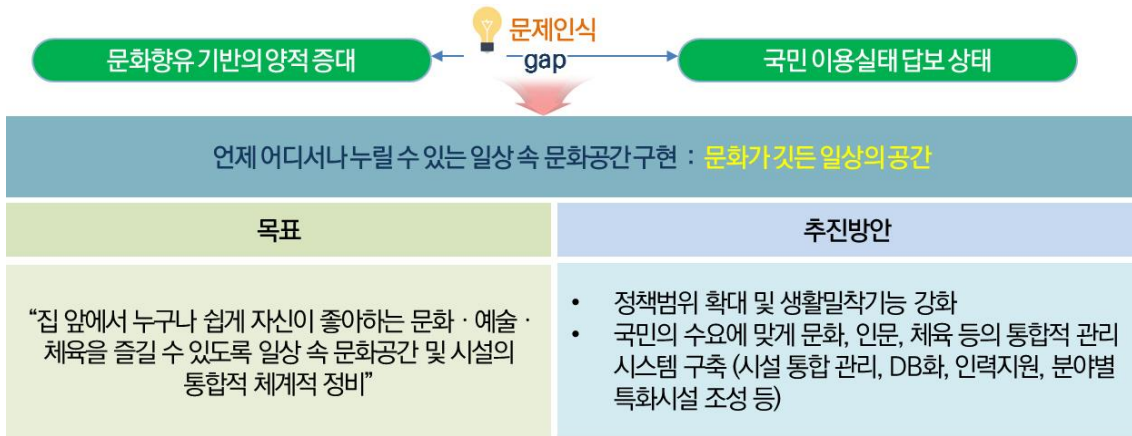 문제인식
문화향유 기반의 양적 증대
gap
국민 이용실태 답보 상태
언제 어디서나 누릴 수 있는 일상 속 문화공간 구현 : 문화가 깃든 일상의 공간
목표
추진방안
“집 앞에서 누구나 쉽게 자신이 좋아하는 문화 · 예술 ·
체육을 즐길 수 있도록 일상 속 문화공간 및 시설의
통합적 체계적 정비”
• 정책범위 확대 및 생활밀착기능 강화
• 국민의 수요에 맞게 문화, 인문, 체육 등의 통합적 관리
시스템 구축 (시설 통합 관리, DB화, 인력지원, 분야별
특화시설 조성 등)